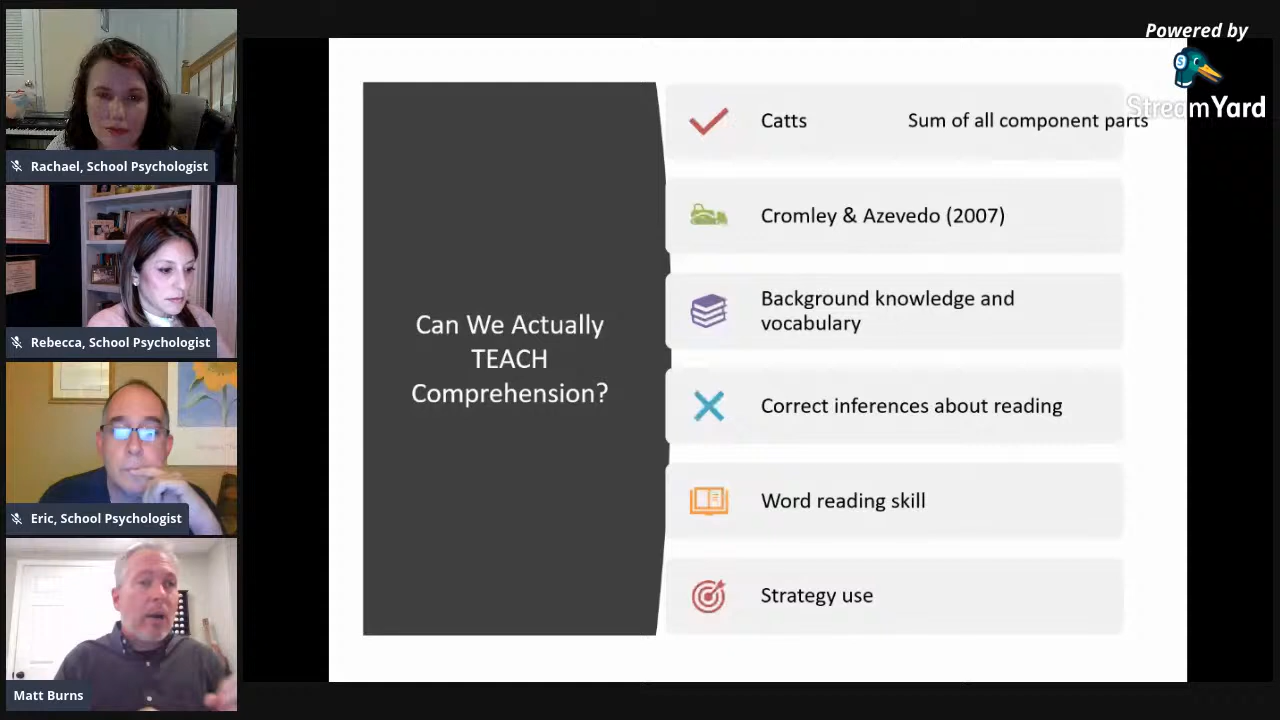 Powered by
StreamYard
Rachael, School Psychologist
Rebecca, School Psychologist
Eric, School Psychologist
Matt Burns
Can We Actually
TEACH
Comprehension?
Catts Sum of all component parts
Cromley & Azevedo (2007)
Background knowledge and
vocabulary
Correct inferences about reading
Word reading skill
Strategy use